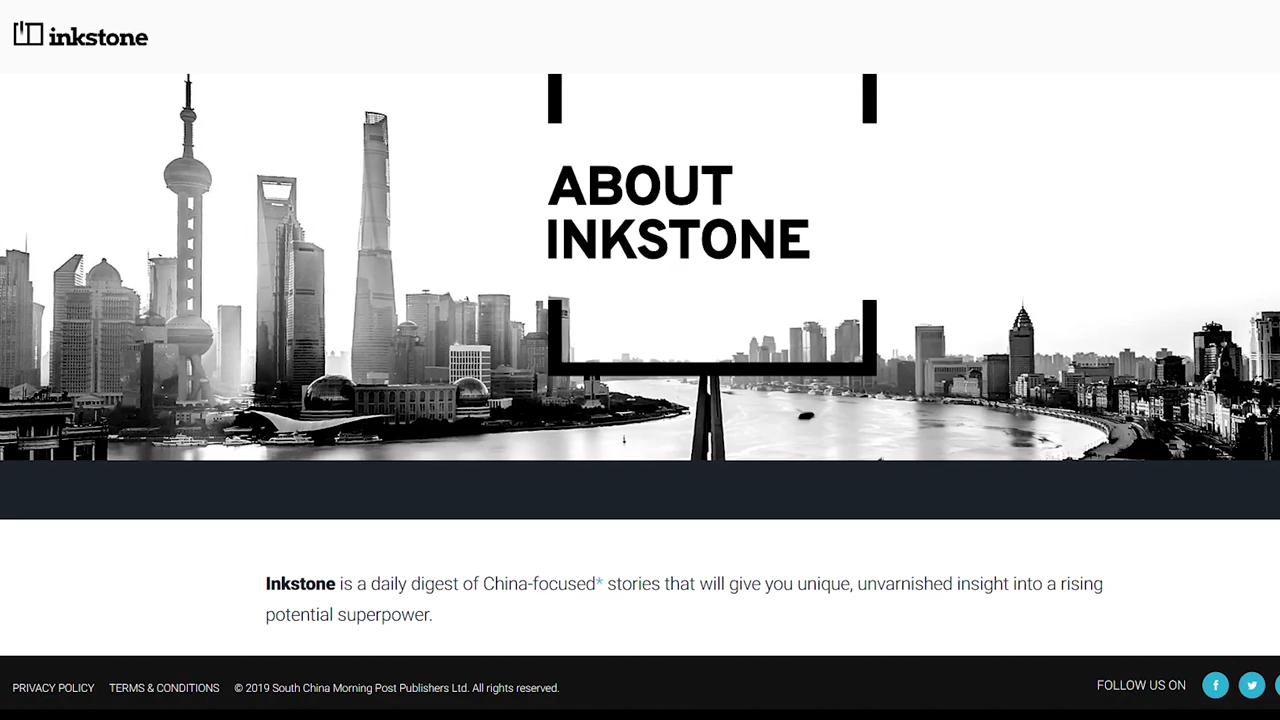 inkstone
ABOUT
INKSTONE
Inkstone is a daily digest of China-focused* stories that will give you unique, unvarnished insight into a rising
potential superpower.
PRIVACY POLICY TERMS & CONDITIONS © 2019 South China Morning Post Publishers Ltd. All rights reserved. FOLLOW US ON